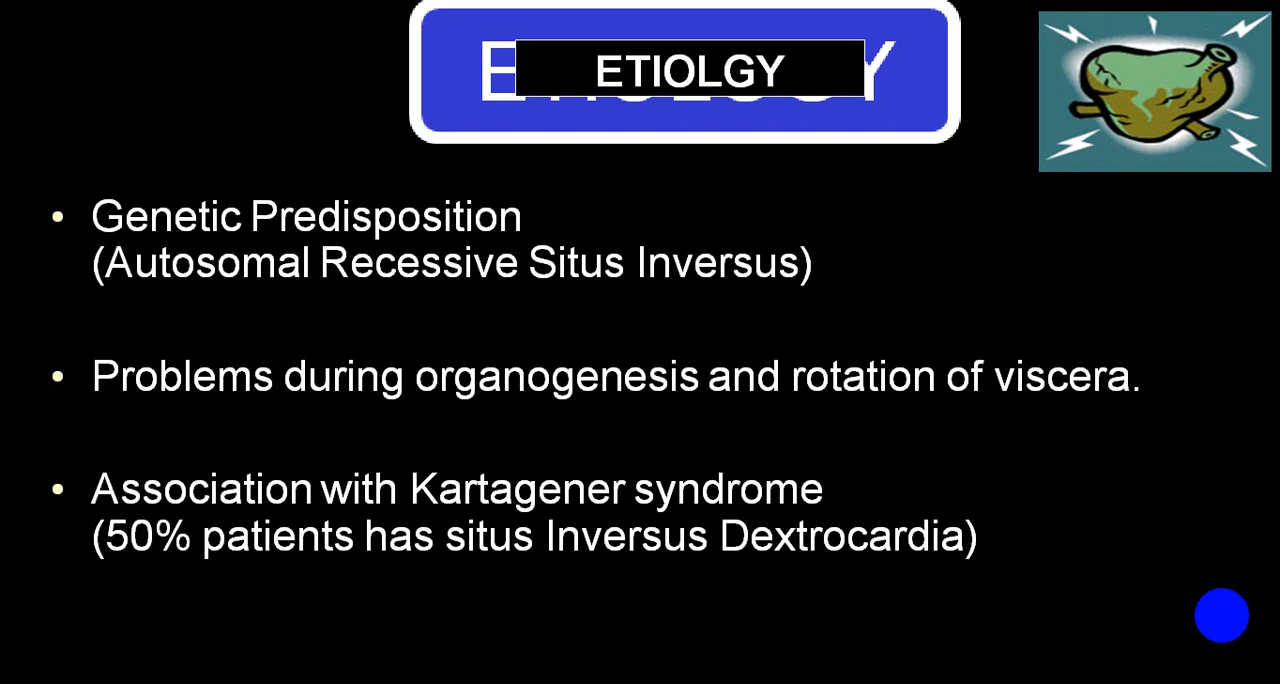 ETIOLGY
• Genetic Predisposition
(Autosomal Recessive Situs Inversus)
• Problems during organogenesis and rotation of viscera.
• Association with Kartagener syndrome
(50% patients has situs Inversus Dextrocardia)